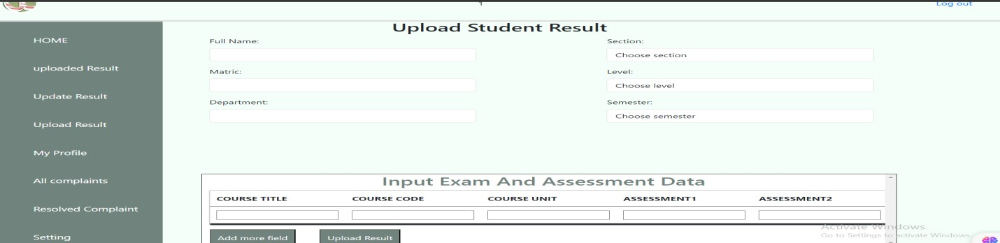 Log out
HOME
uploaded Result
Update Result
Upload Result
My Profile
All complaints
Resolved Complaint
Setting
Upload Student Result
Full Name:
Section:
Choose section
Matric:
Level:
Choose level
Department:
Semester:
Choose semester
Input Exam And Assessment Data
COURSE TITLE COURSE CODE COURSE UNIT ASSESSMENT1 ASSESSMENT2
Add more field Upload Result
Activate Windows
Go to Settings to activate Windows.